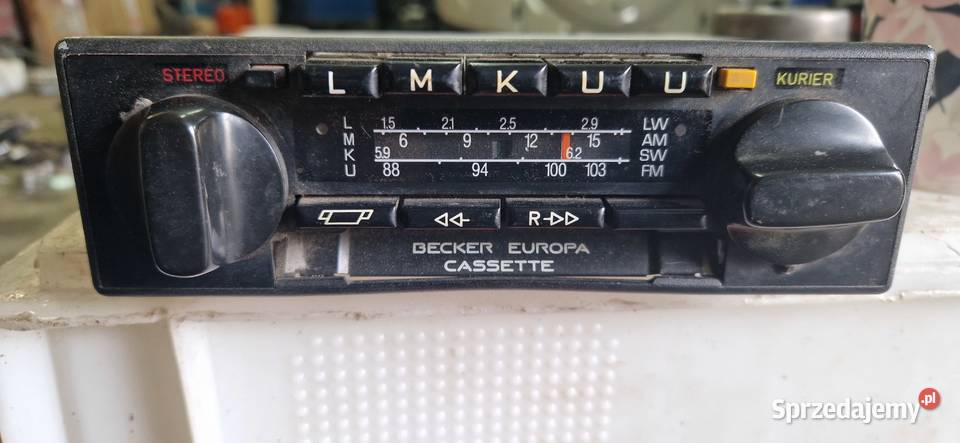 STEREO L M K U U KURIER
L 1.5 2.1 2.5 2.9 LW
M 6 9 12 15 AM
K 5.9 6.2 SW
U 88 94 100 103 FM
R
BECKER EUROPA
CASSETTE
Sprzedajemy.pl